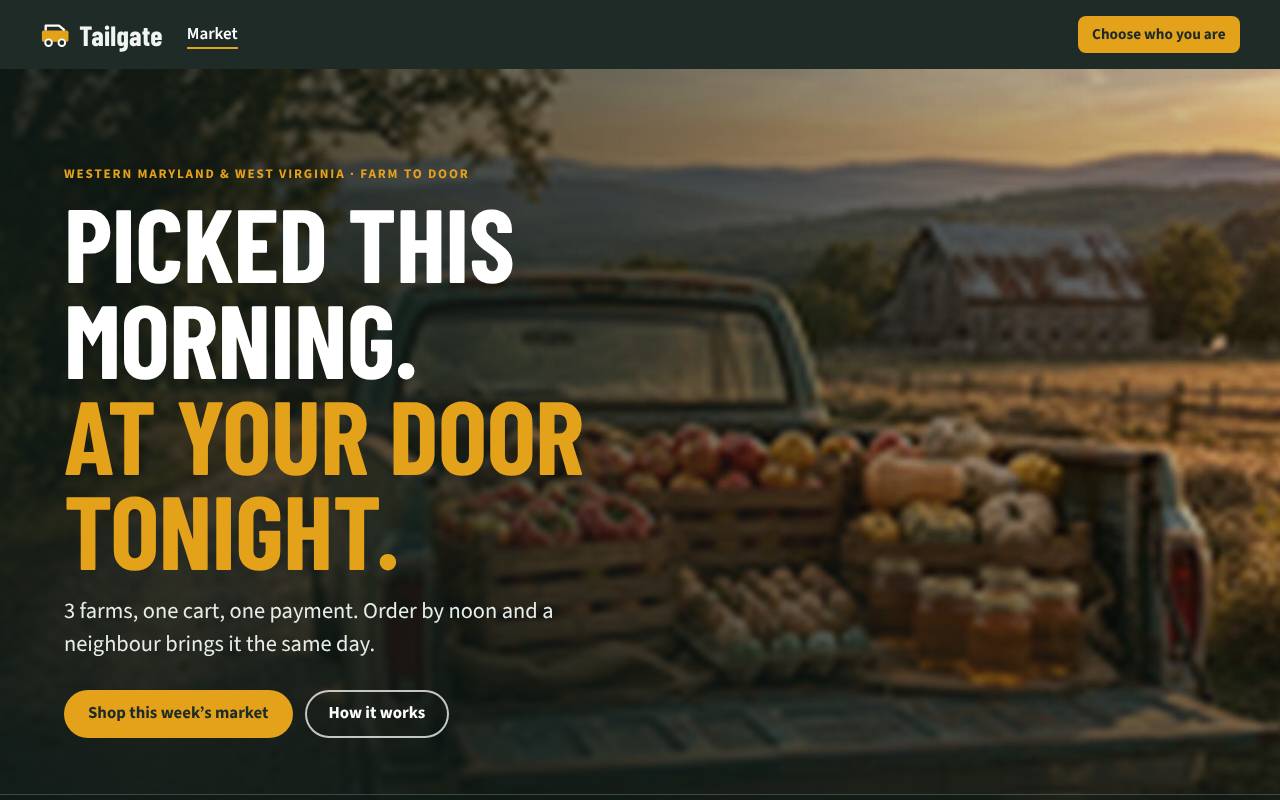 Tailgate
Market
Choose who you are
WESTERN MARYLAND & WEST VIRGINIA · FARM TO DOOR
PICKED THIS
MORNING.
AT YOUR DOOR
TONIGHT.
3 farms, one cart, one payment. Order by noon and a
neighbour brings it the same day.
Shop this week’s market
How it works